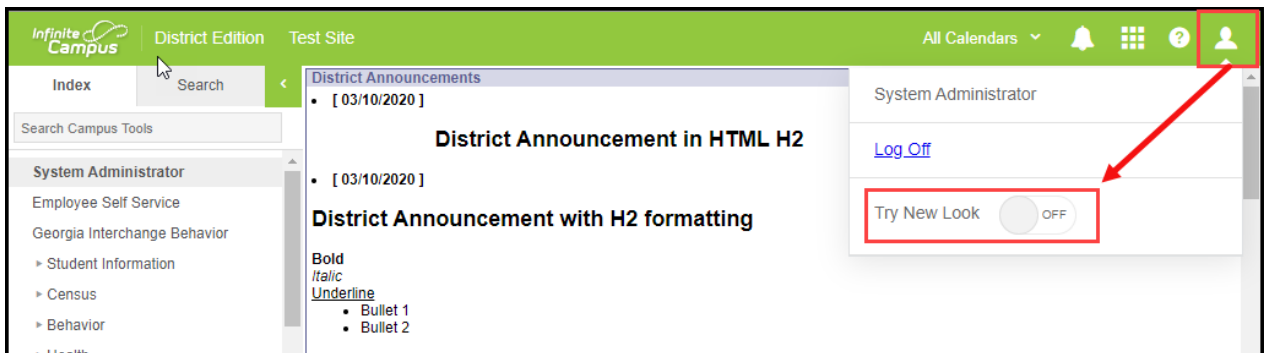 Infinite Campus District Edition Test Site All Calendars
Index Search
Search Campus Tools
System Administrator
Employee Self Service
Georgia Interchange Behavior
Student Information
Census
Behavior
Health
District Announcements
• [ 03/10/2020 ]
District Announcement in HTML H2
• [ 03/10/2020 ]
District Announcement with H2 formatting
Bold
Italic
Underline
• Bullet 1
• Bullet 2
System Administrator
Log Off
Try New Look OFF